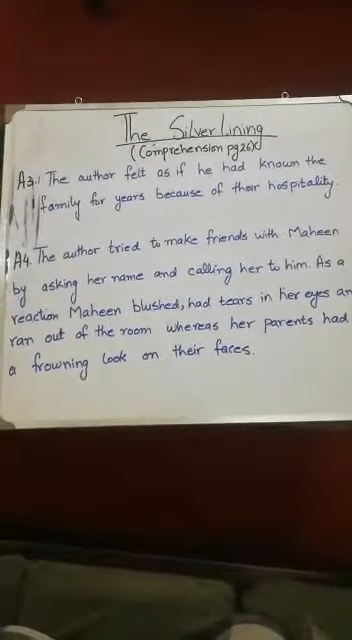 The Silver Lining
(Comprehension pg 26)
A3. The author felt as if he had known the
family for years because of their hospitality.
A4. The author tried to make friends with Maheen
by asking her name and calling her to him. As a
reaction Maheen blushed, had tears in her eyes an
ran out of the room whereas her parents had
a frowning look on their faces.